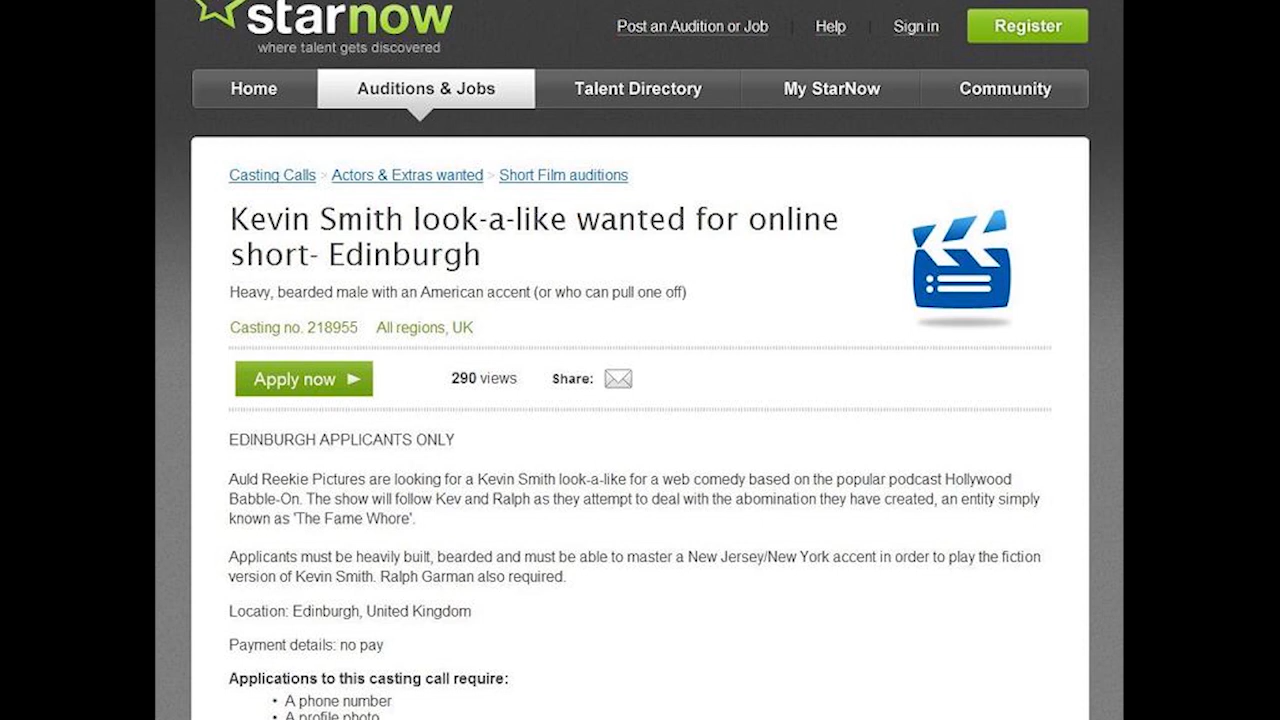 starnow
where talent gets discovered
Post an Audition or Job | Help | Sign in Register
Home Auditions & Jobs Talent Directory My StarNow Community
Casting Calls > Actors & Extras wanted > Short Film auditions
Kevin Smith look-a-like wanted for online
short- Edinburgh
Heavy, bearded male with an American accent (or who can pull one off)
Casting no. 218955 All regions, UK
Apply now 290 views Share:
EDINBURGH APPLICANTS ONLY
Auld Reekie Pictures are looking for a Kevin Smith look-a-like for a web comedy based on the popular podcast Hollywood
Babble-On. The show will follow Kev and Ralph as they attempt to deal with the abomination they have created, an entity simply
known as 'The Fame Whore'.
Applicants must be heavily built, bearded and must be able to master a New Jersey/New York accent in order to play the fiction
version of Kevin Smith. Ralph Garman also required.
Location: Edinburgh, United Kingdom
Payment details: no pay
Applications to this casting call require:
• A phone number
• A profile photo